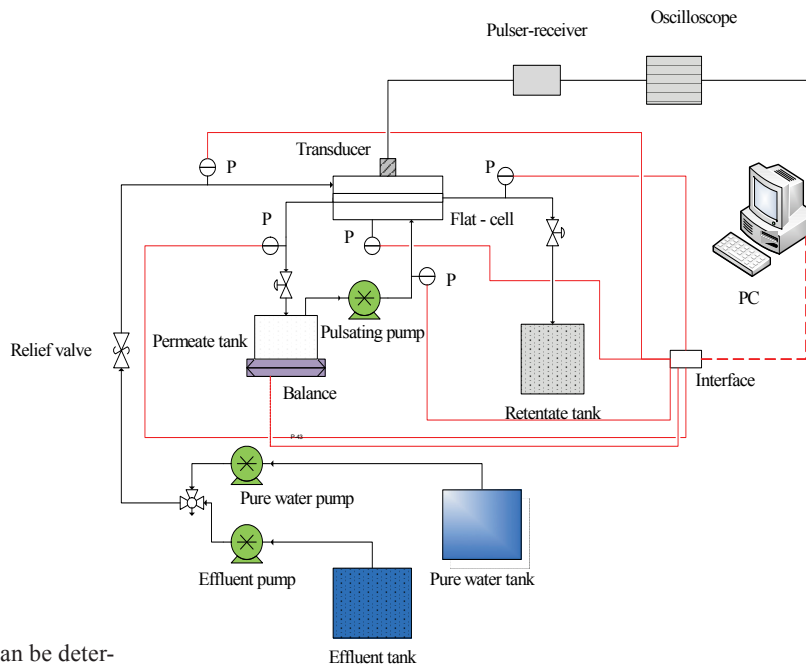 Oscilloscope
Pulser-receiver
Transducer
P
P
Flat - cell
P
P
P
PC
Relief valve
Permeate tank
Pulsating pump
Balance
Retentate tank
Interface
P 43
Pure water pump
Effluent pump
Pure water tank
Effluent tank
an be deter-